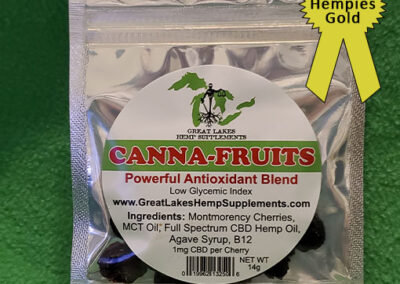 Hempies
Gold
GREAT LAKES
HEMP SUPPLEMENTS
CANNA-FRUITS
Powerful Antioxidant Blend
Low Glycemic Index
www.GreatLakesHempSupplements.com
Ingredients: Montmorency Cherries,
MCT Oil, Full Spectrum CBD Hemp Oil,
Agave Syrup, B12
1mg CBD per Cherry
NET WT
14g